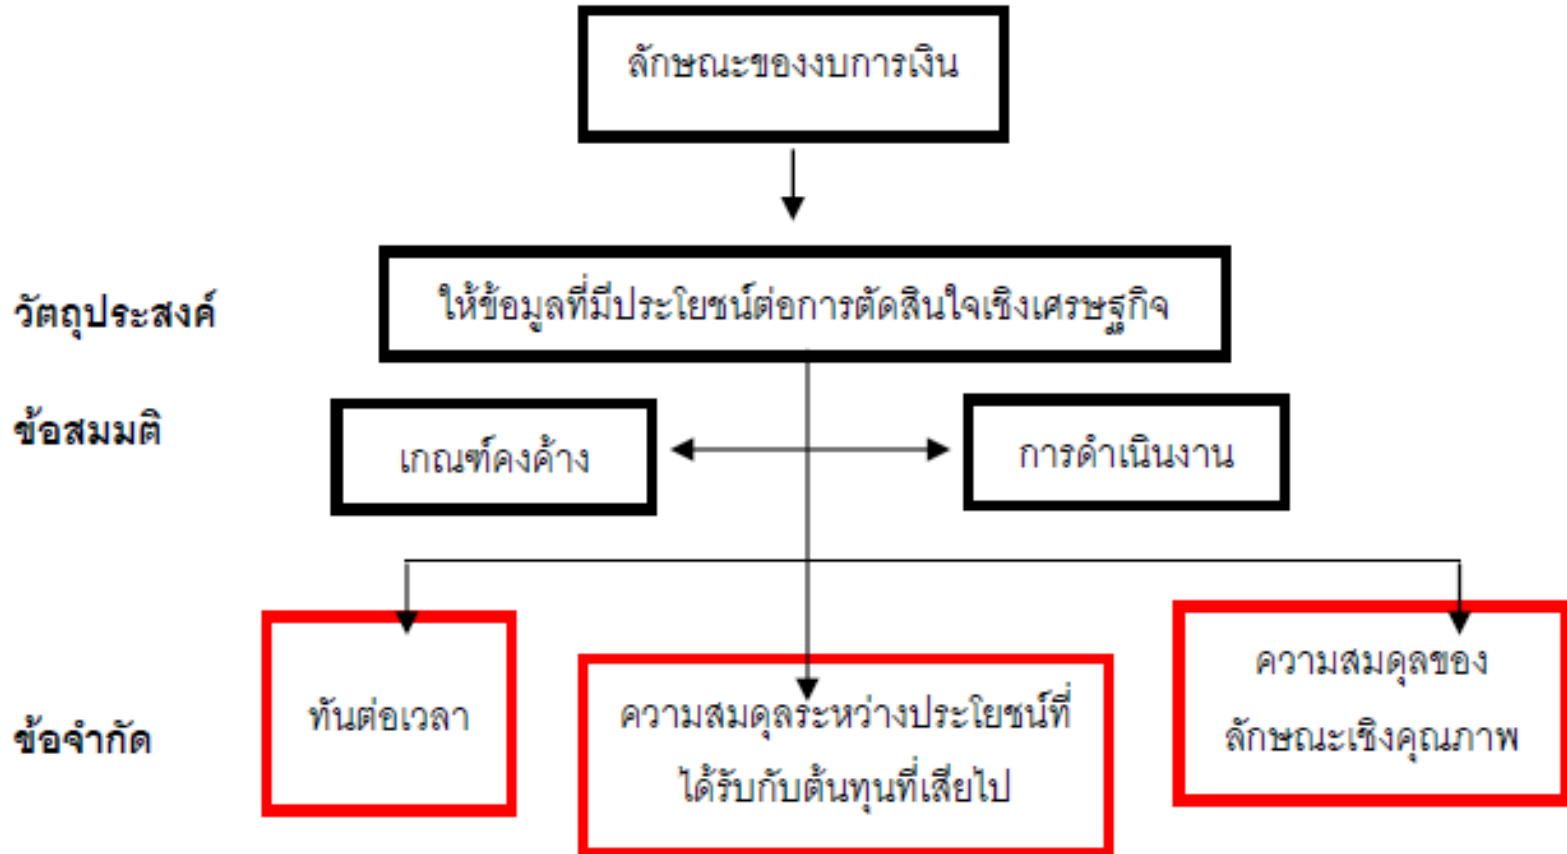 ลักษณะของงบการเงิน
วัตถุประสงค์
ให้ข้อมูลที่มีประโยชน์ต่อการตัดสินใจเชิงเศรษฐกิจ
ข้อสมมติ
เกณฑ์คงค้าง
การดำเนินงาน
ข้อจำกัด
ทันต่อเวลา
ความสมดุลระหว่างประโยชน์ที่
ได้รับกับต้นทุนที่เสียไป
ความสมดุลของ
ลักษณะเชิงคุณภาพ